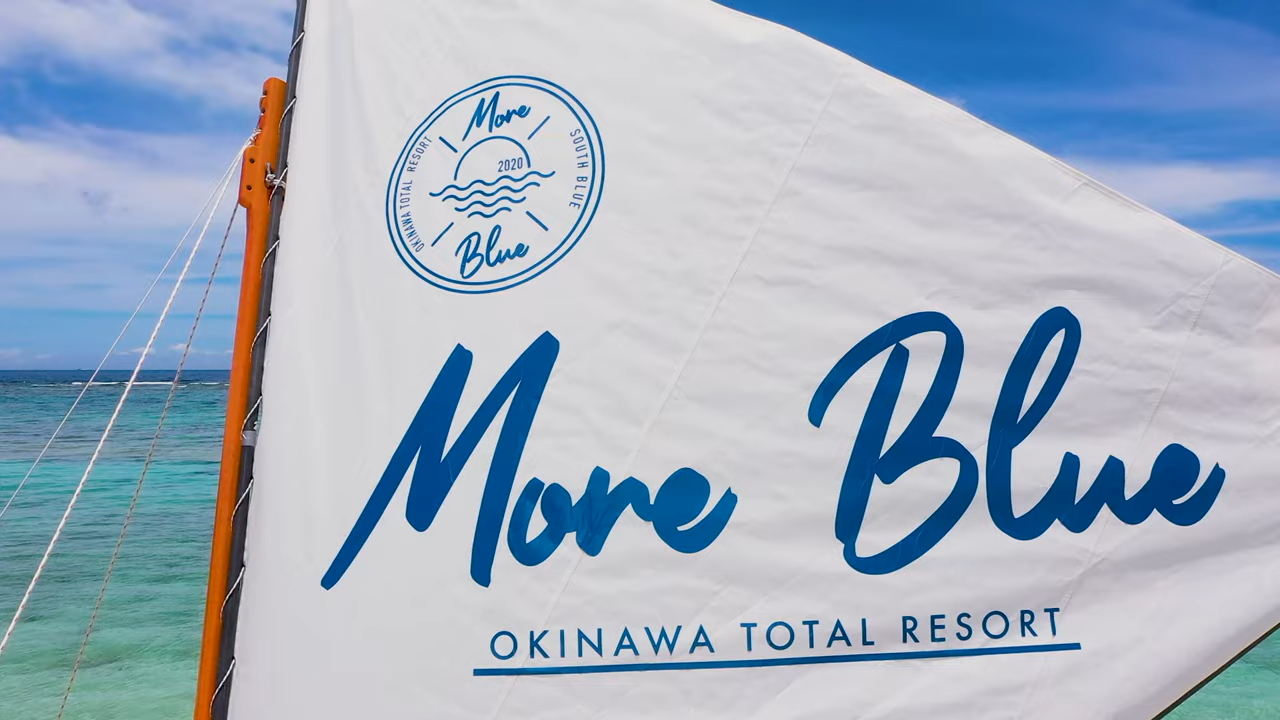 More
OKINAWA TOTAL RESORT
SOUTH BLUE
2020
Blue
More Blue
OKINAWA TOTAL RESORT